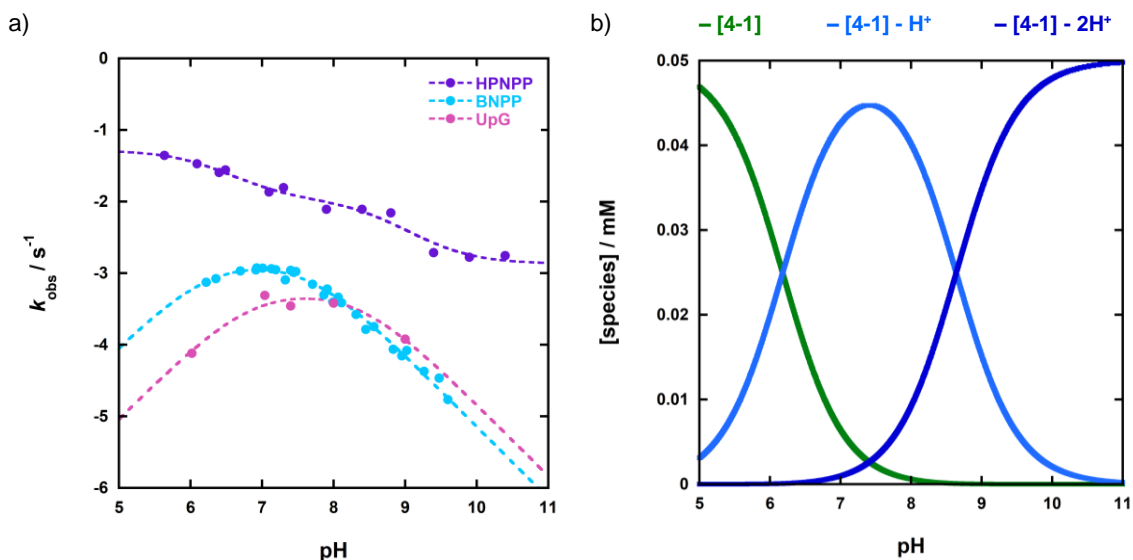 a)
0
-1
-2
-3
-4
-5
-6
k obs / s⁻¹
5 6 7 8 9 10 11
pH
HPNPP
BNPP
UpG
b)
– [4-1] – [4-1] - H⁺ – [4-1] - 2H⁺
0.05
0.04
0.03
0.02
0.01
0
[species] / mM
5 6 7 8 9 10 11
pH